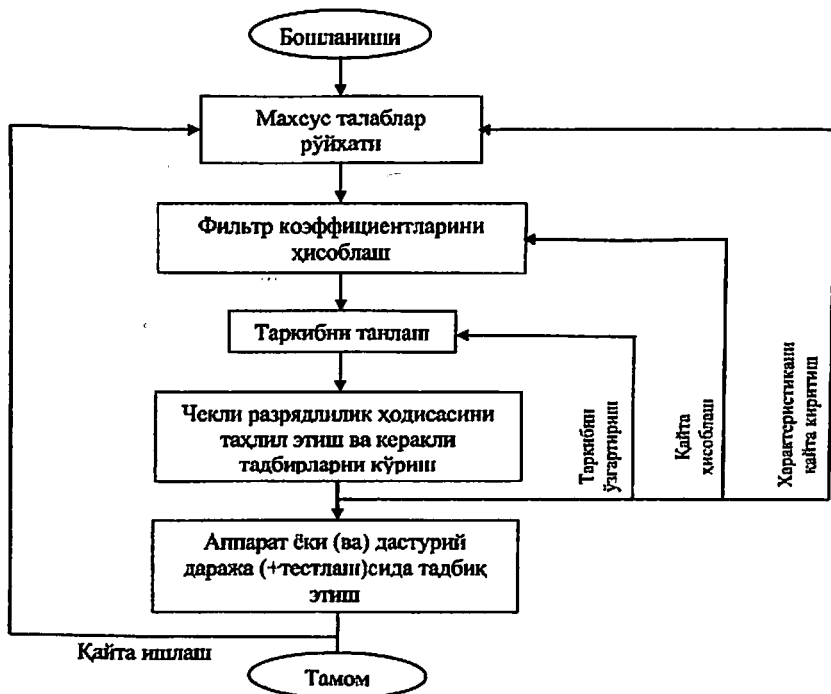 Бошланиши
Махсус талаблар
рўйхати
Фильтр коэффициентларини
ҳисоблаш
Таркибни танлаш
Чекли разрядлилик ҳодисасини
таҳлил этиш ва керакли
тадбирларни кўриш
Таркибни
ўзгартириш
Қайта
ҳисоблаш
Характеристикани
қайта киритиш
Аппарат ёки (ва) дастурий
даража (+тестлаш)сида тадбиқ
этиш
Қайта ишлаш
Тамом